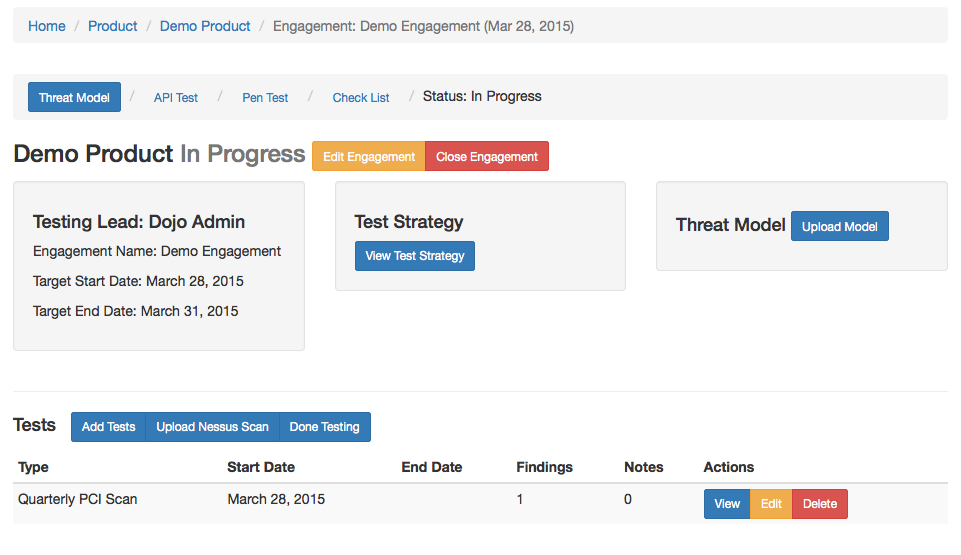 Home / Product / Demo Product / Engagement: Demo Engagement (Mar 28, 2015)
Threat Model / API Test / Pen Test / Check List / Status: In Progress
Demo Product In Progress Edit Engagement Close Engagement
Testing Lead: Dojo Admin
Engagement Name: Demo Engagement
Target Start Date: March 28, 2015
Target End Date: March 31, 2015
Test Strategy
View Test Strategy
Threat Model Upload Model
Tests Add Tests Upload Nessus Scan Done Testing
Type Start Date End Date Findings Notes Actions
Quarterly PCI Scan March 28, 2015 1 0 View Edit Delete